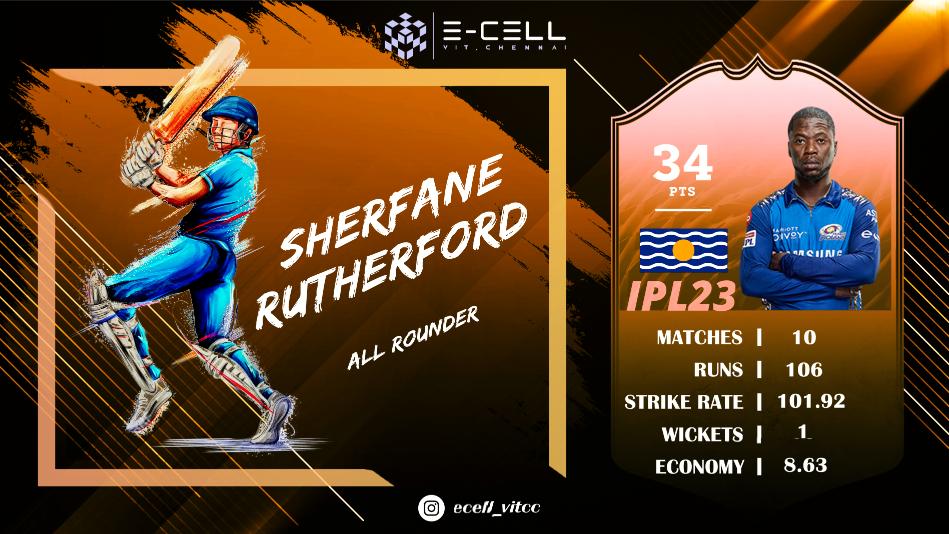 E-CELL
VIT, CHENNAI
SHERFANE
RUTHERFORD
ALL ROUNDER
34
PTS
IPL23
MATCHES | 10
RUNS | 106
STRIKE RATE | 101.92
WICKETS | 1
ECONOMY | 8.63
ecell_vitcc